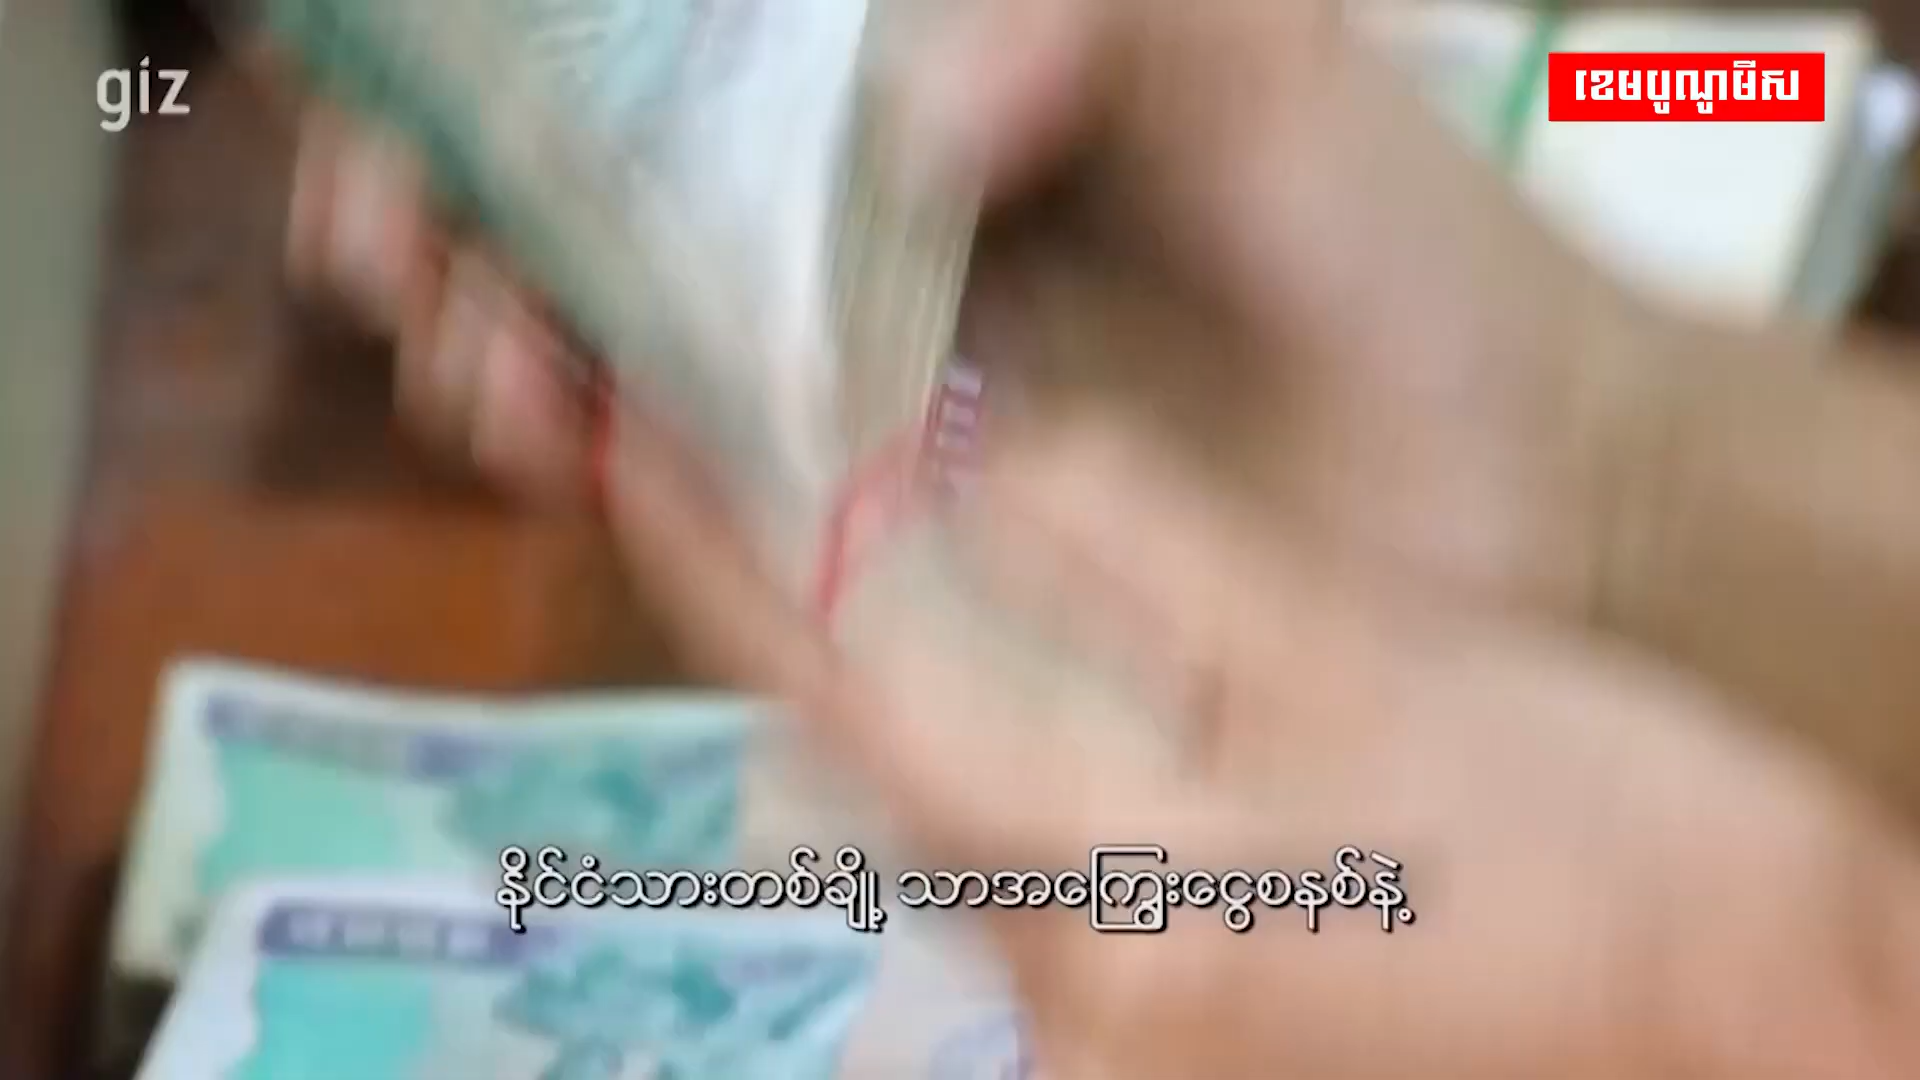 giz
ខេមបូណូមីស
နိုင်ငံသားတစ်ချို့ သာအကြွေးငွေစနစ်နဲ့